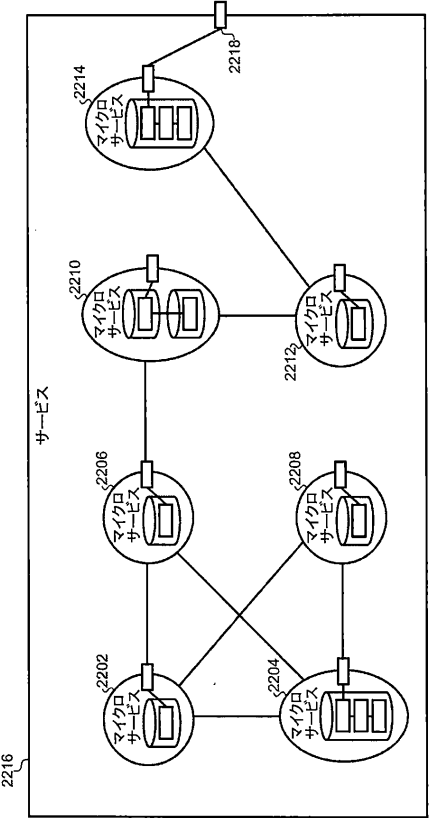 2216
サービス
2202
マイクロ
サービス
2206
マイクロ
サービス
2210
マイクロ
サービス
2214
マイクロ
サービス
2218
2204
マイクロ
サービス
2208
マイクロ
サービス
2212
マイクロ
サービス